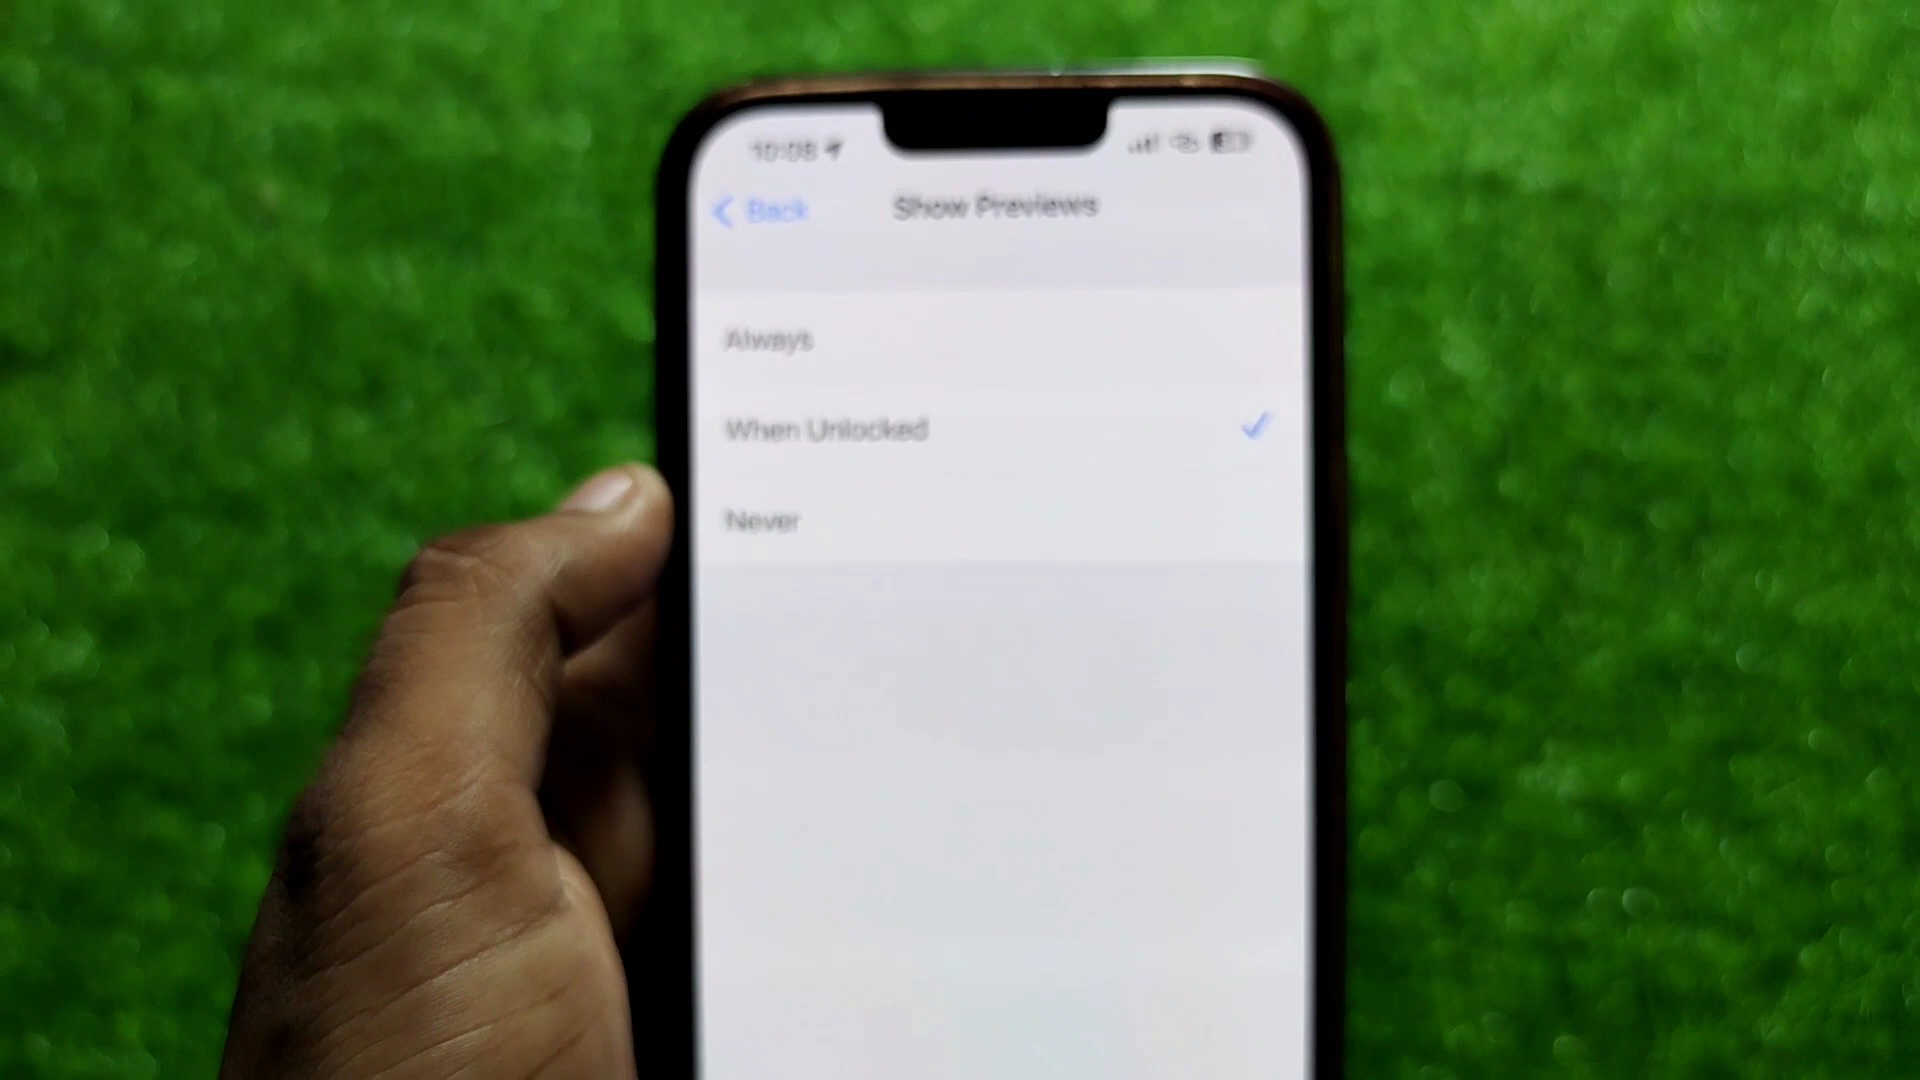 10:08
Back
Show Previews
Always
When Unlocked
Never